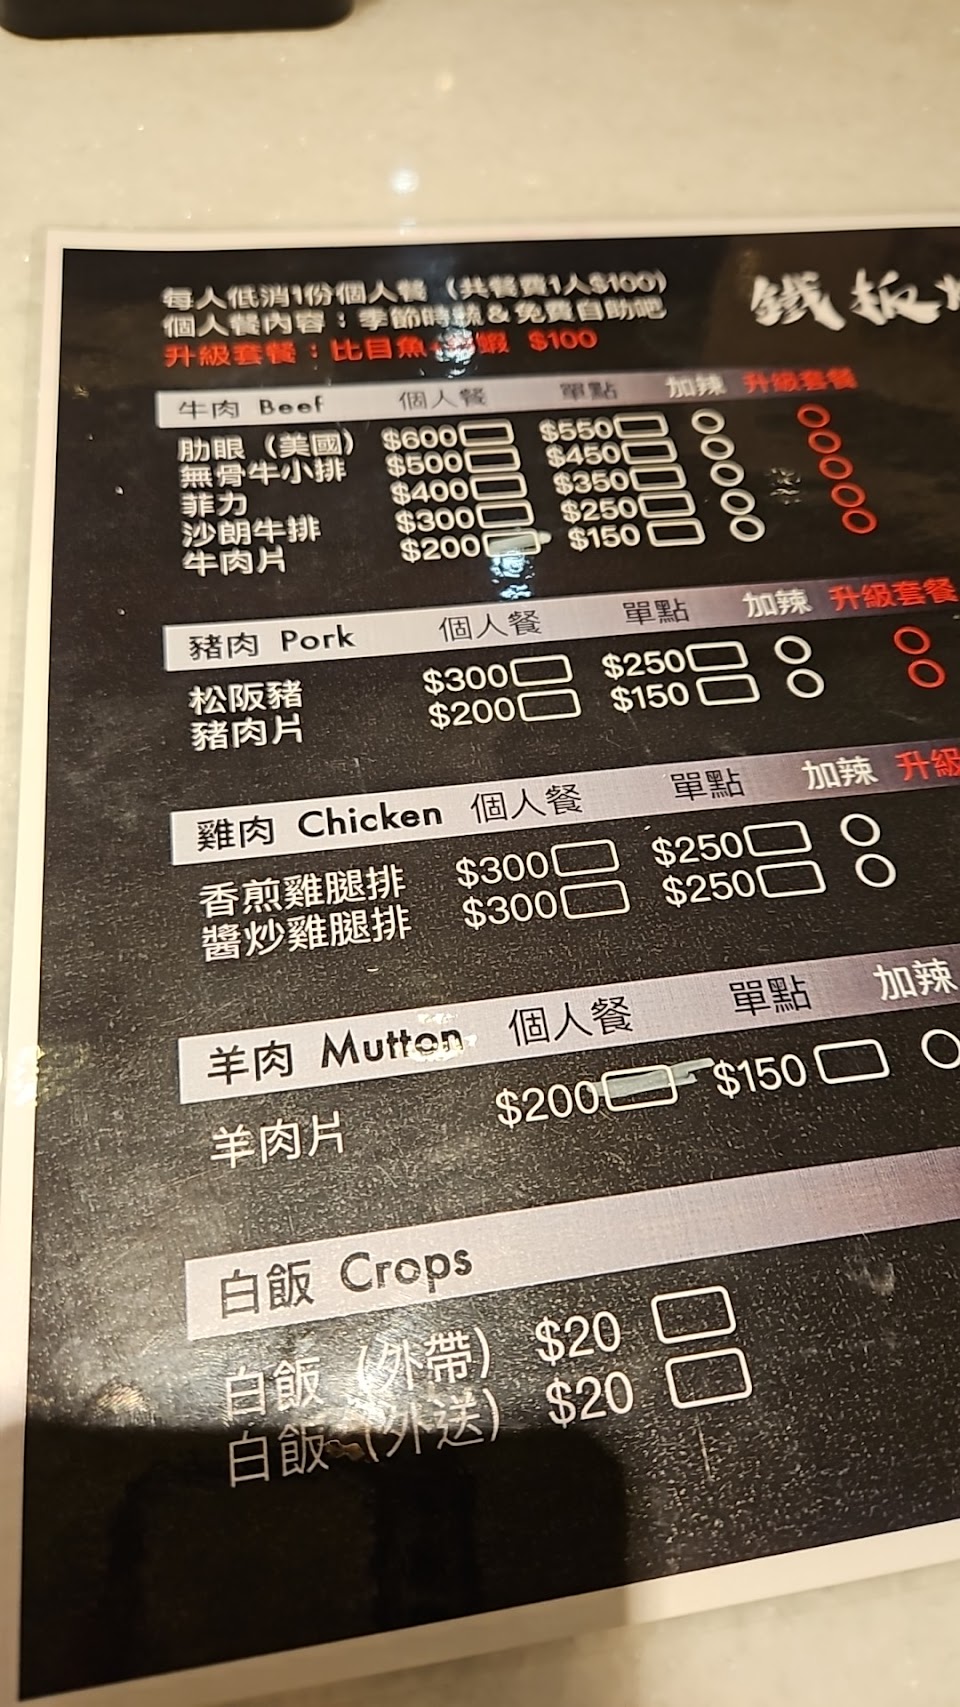 每人低消1份個人餐（共餐費1人$100）
個人餐內容：季節時蔬&免費自助吧
升級套餐：比目魚+蝦 $100
鐵板
牛肉 Beef 個人餐 單點 加辣 升級套餐
肋眼（美國） $600 $550
無骨牛小排 $500 $450
菲力 $400 $350
沙朗牛排 $300 $250
牛肉片 $200 $150
豬肉 Pork 個人餐 單點 加辣 升級套餐
松阪豬 $300 $250
豬肉片 $200 $150
雞肉 Chicken 個人餐 單點 加辣 升級
香煎雞腿排 $300 $250
醬炒雞腿排 $300 $250
羊肉 Mutton 個人餐 單點 加辣
羊肉片 $200 $150
白飯 Crops
白飯（外帶） $20
白飯（外送） $20